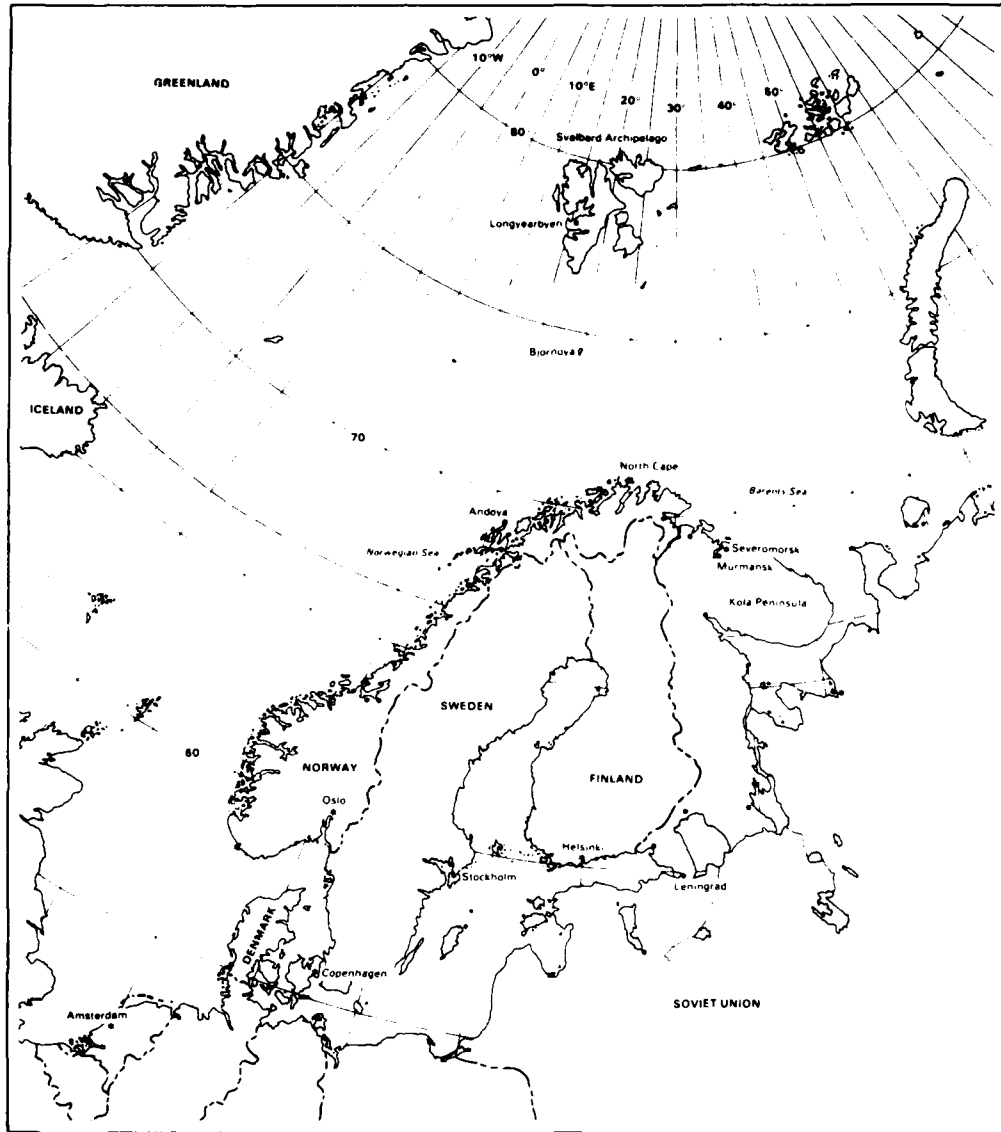 GREENLAND
10°W
0°
10°E
20°
30°
40°
50°
80
Svalbard Archipelago
Longyearbyen
Bjornoya
ICELAND
70
North Cape
Barents Sea
Andoya
Norwegian Sea
Severomorsk
Murmansk
Kola Peninsula
SWEDEN
60
NORWAY
FINLAND
Oslo
Helsinki
Stockholm
Leningrad
DENMARK
Copenhagen
SOVIET UNION
Amsterdam